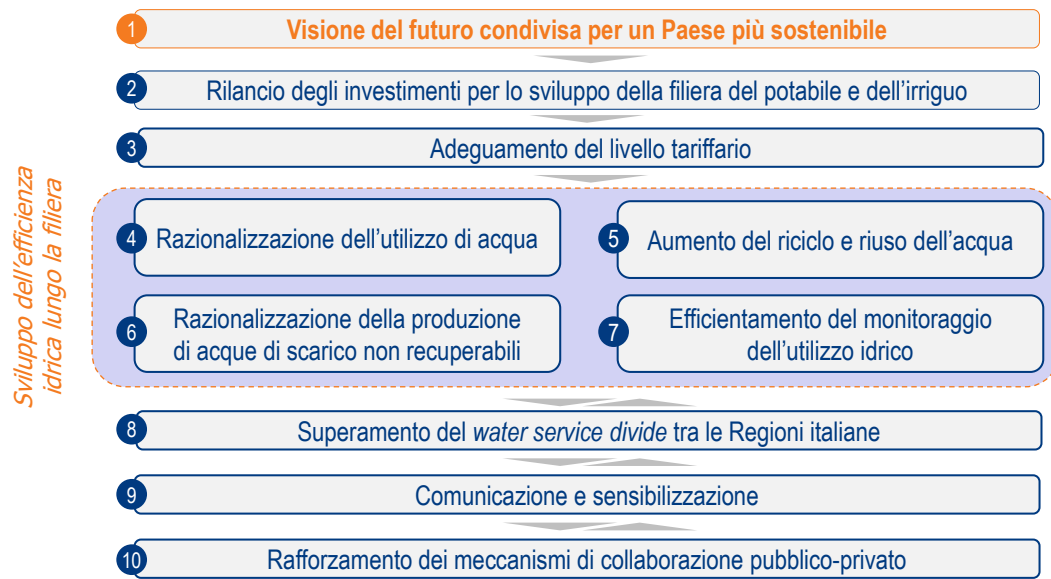 1 Visione del futuro condivisa per un Paese più sostenibile
2 Rilancio degli investimenti per lo sviluppo della filiera del potabile e dell'irriguo
3 Adeguamento del livello tariffario
Sviluppo dell'efficienza
idrica lungo la filiera
4 Razionalizzazione dell'utilizzo di acqua
5 Aumento del riciclo e riuso dell'acqua
6 Razionalizzazione della produzione
di acque di scarico non recuperabili
7 Efficientamento del monitoraggio
dell'utilizzo idrico
8 Superamento del water service divide tra le Regioni italiane
9 Comunicazione e sensibilizzazione
10 Rafforzamento dei meccanismi di collaborazione pubblico-privato